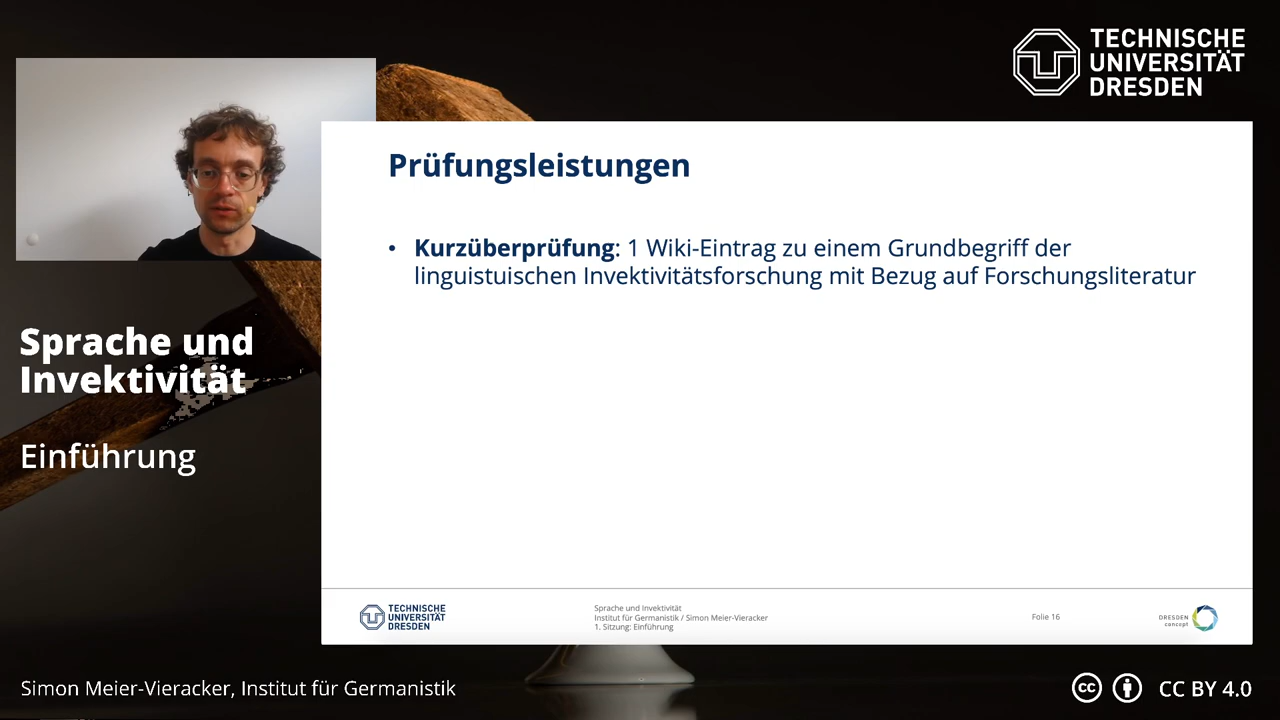 TECHNISCHE
UNIVERSITÄT
DRESDEN
Prüfungsleistungen
• Kurzüberprüfung: 1 Wiki-Eintrag zu einem Grundbegriff der
linguistuischen Invektivitätsforschung mit Bezug auf Forschungsliteratur
Sprache und
Invektivität
Einführung
TECHNISCHE
UNIVERSITÄT
DRESDEN
Sprache und Invektivität
Institut für Germanistik / Simon Meier-Vieracker
1. Sitzung: Einführung
Folie 16
DRESDEN
concept
Simon Meier-Vieracker, Institut für Germanistik
cc
CC BY 4.0